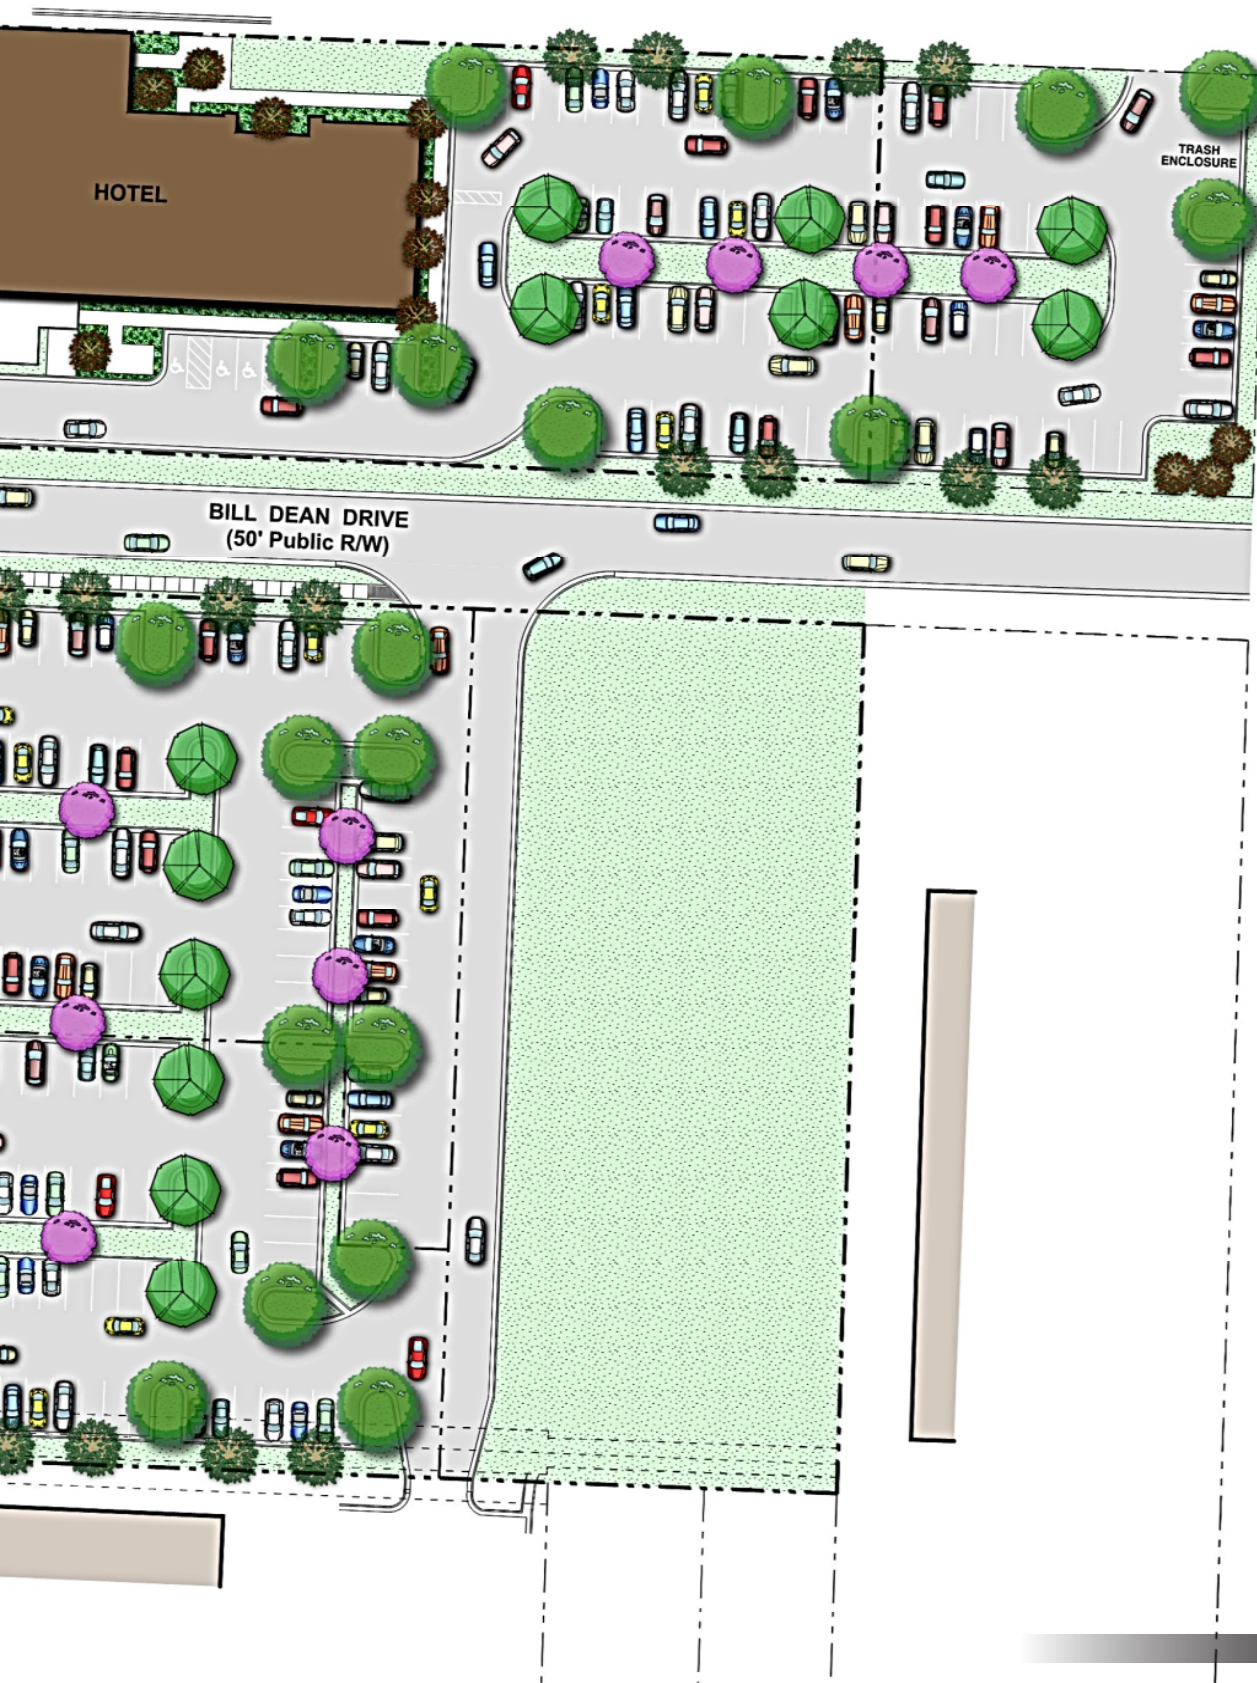 TRASH
ENCLOSURE
HOTEL
BILL DEAN DRIVE
(50' Public R/W)